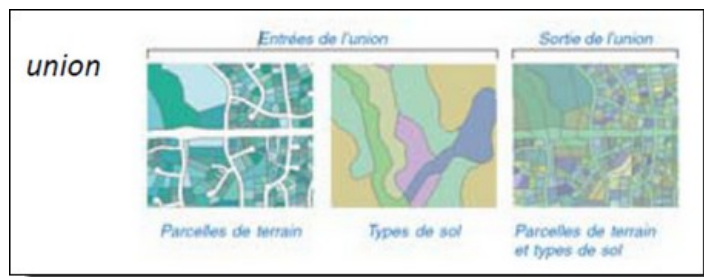 union
Entrées de l'union
Sortie de l'union
Parcelles de terrain
Types de sol
Parcelles de terrain
et types de sol